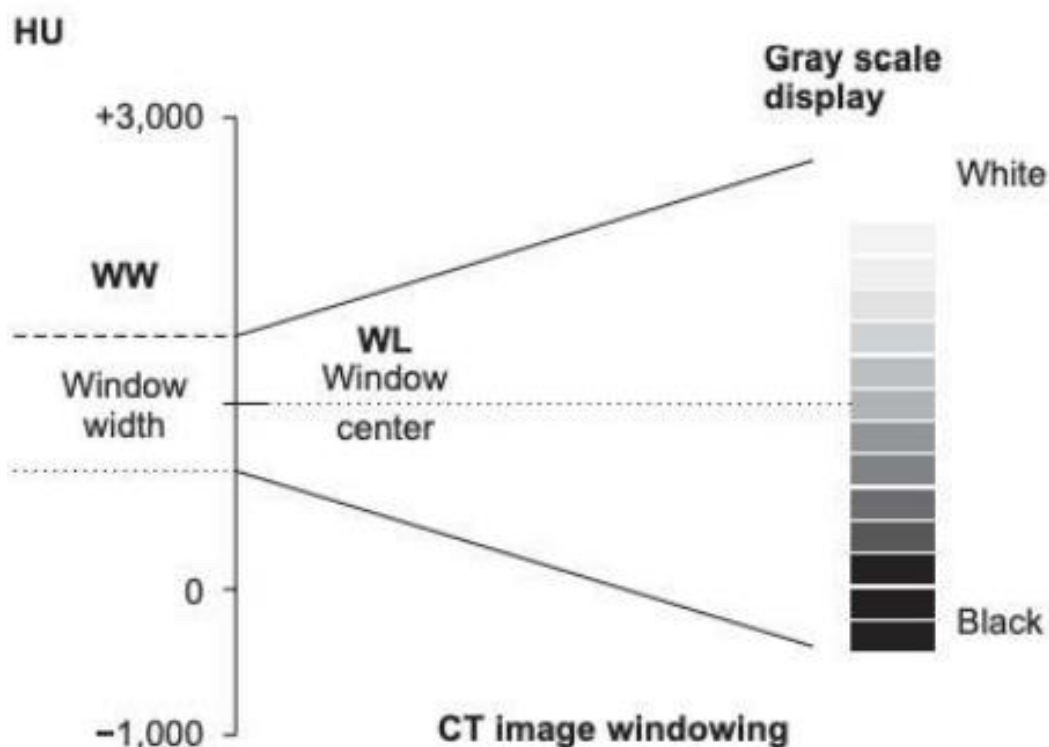 HU
Gray scale
display
+3,000
White
WW
WL
Window
width
Window
center
0
Black
−1,000
CT image windowing